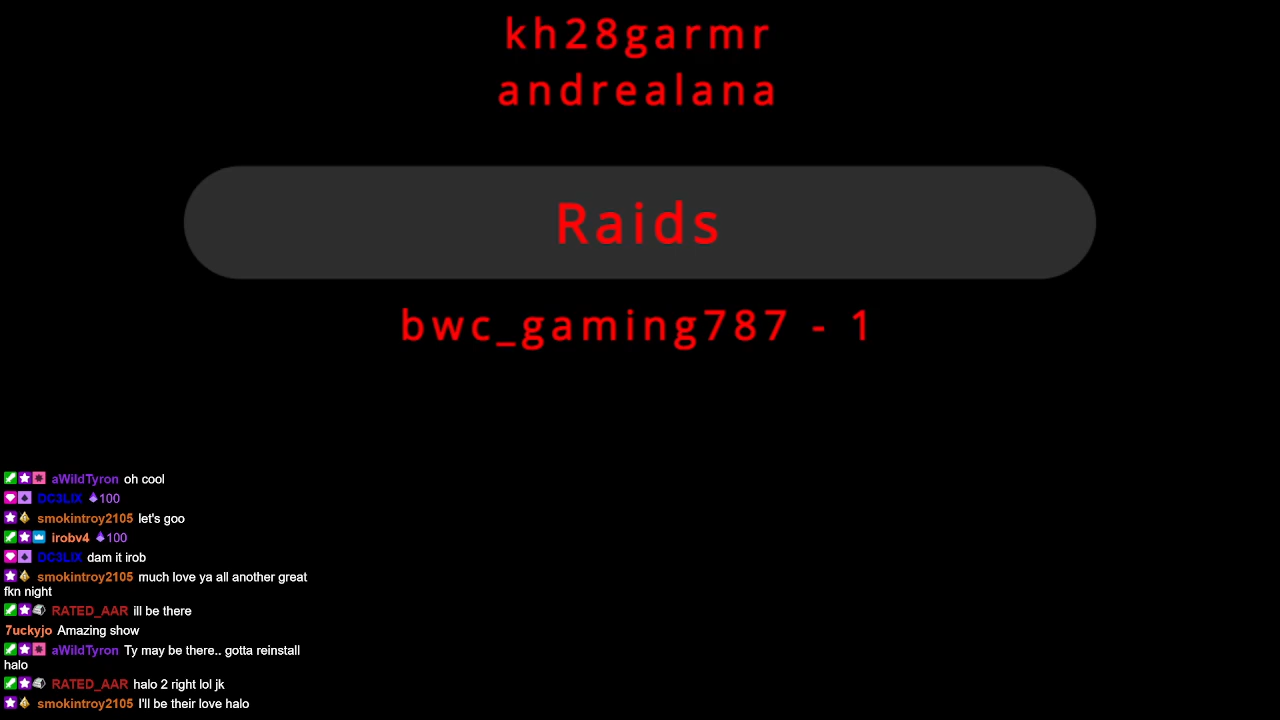 kh28garmr
andrealana
Raids
bwc_gaming787 - 1
aWildTyron oh cool
DC3LIX 100
smokintroy2105 let's goo
irobv4 100
DC3LIX dam it irob
smokintroy2105 much love ya all another great
fkn night
RATED_AAR ill be there
7uckyjo Amazing show
aWildTyron Ty may be there.. gotta reinstall
halo
RATED_AAR halo 2 right lol jk
smokintroy2105 I'll be their love halo